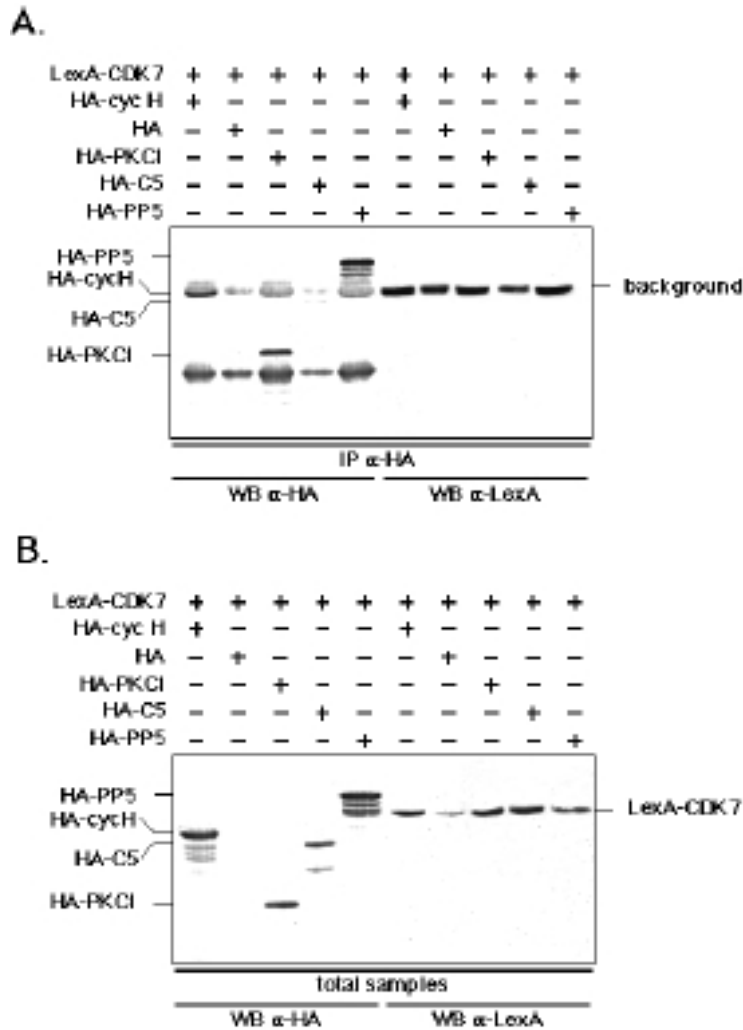 A.
LexA-CDK7 + + + + + + + + + +
HA-cyc H + – – – – + – – – –
HA – + – – – – + – – –
HA-PKCI – – + – – – – + – –
HA-C5 – – – + – – – – + –
HA-PP5 – – – – + – – – – +
HA-PP5
HA-cycH
background
HA-C5
HA-PKCI
IP α-HA
WB α-HA WB α-LexA
B.
LexA-CDK7 + + + + + + + + + +
HA-cyc H + – – – – + – – – –
HA – + – – – – + – – –
HA-PKCI – – + – – – – + – –
HA-C5 – – – + – – – – + –
HA-PP5 – – – – + – – – – +
HA-PP5
LexA-CDK7
HA-cycH
HA-C5
HA-PKCI
total samples
WB α-HA WB α-LexA